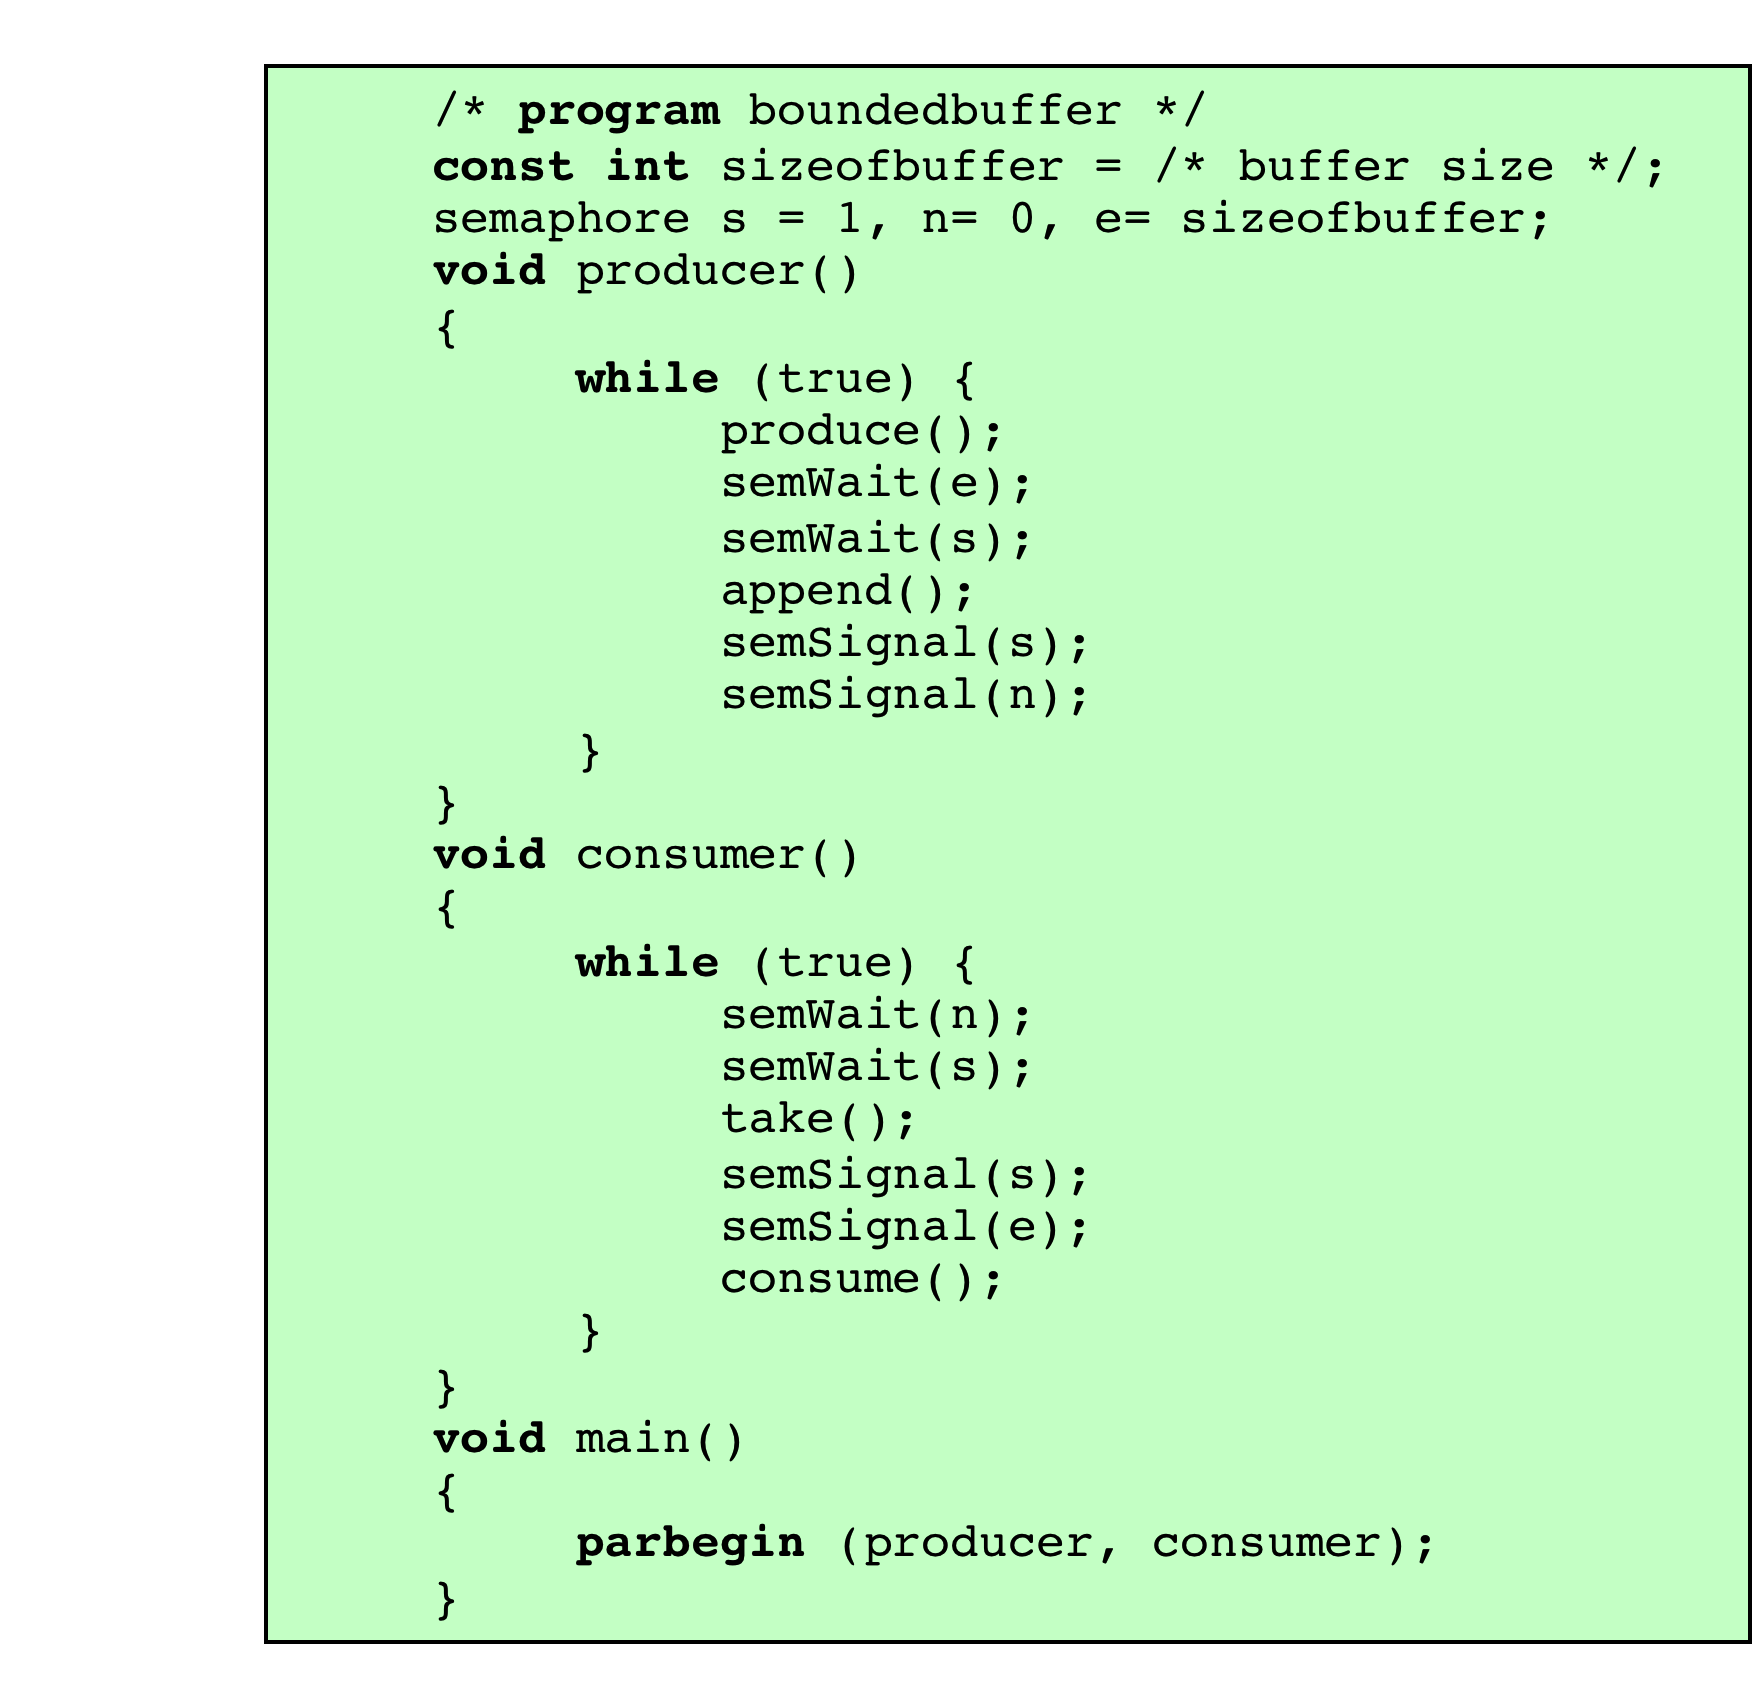 /* program boundedbuffer */
const int sizeofbuffer = /* buffer size */;
semaphore s = 1, n= 0, e= sizeofbuffer;
void producer()
{
while (true) {
produce();
semWait(e);
semWait(s);
append();
semSignal(s);
semSignal(n);
}
}
void consumer()
{
while (true) {
semWait(n);
semWait(s);
take();
semSignal(s);
semSignal(e);
consume();
}
}
void main()
{
parbegin (producer, consumer);
}